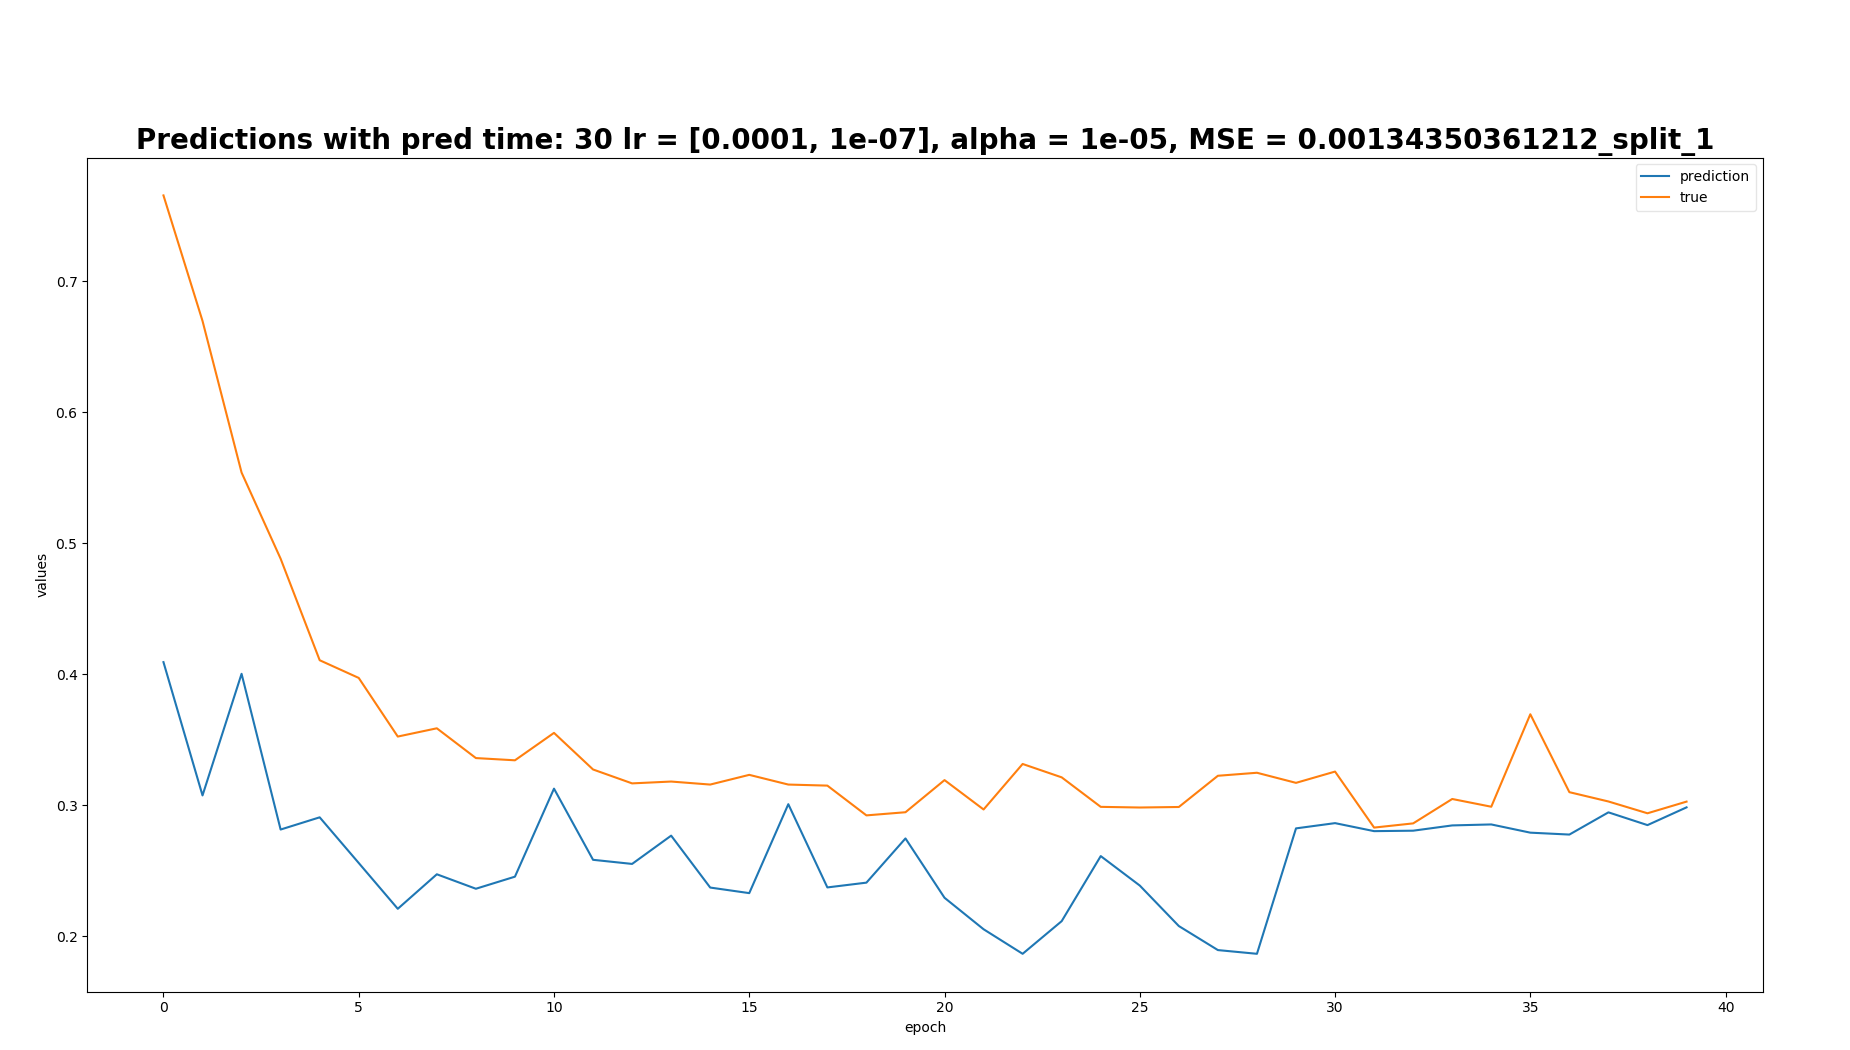 Predictions with pred time: 30 lr = [0.0001, 1e-07], alpha = 1e-05, MSE = 0.00134350361212_split_1
prediction
true
0.7
0.6
0.5
0.4
0.3
0.2
values
0 5 10 15 20 25 30 35 40
epoch